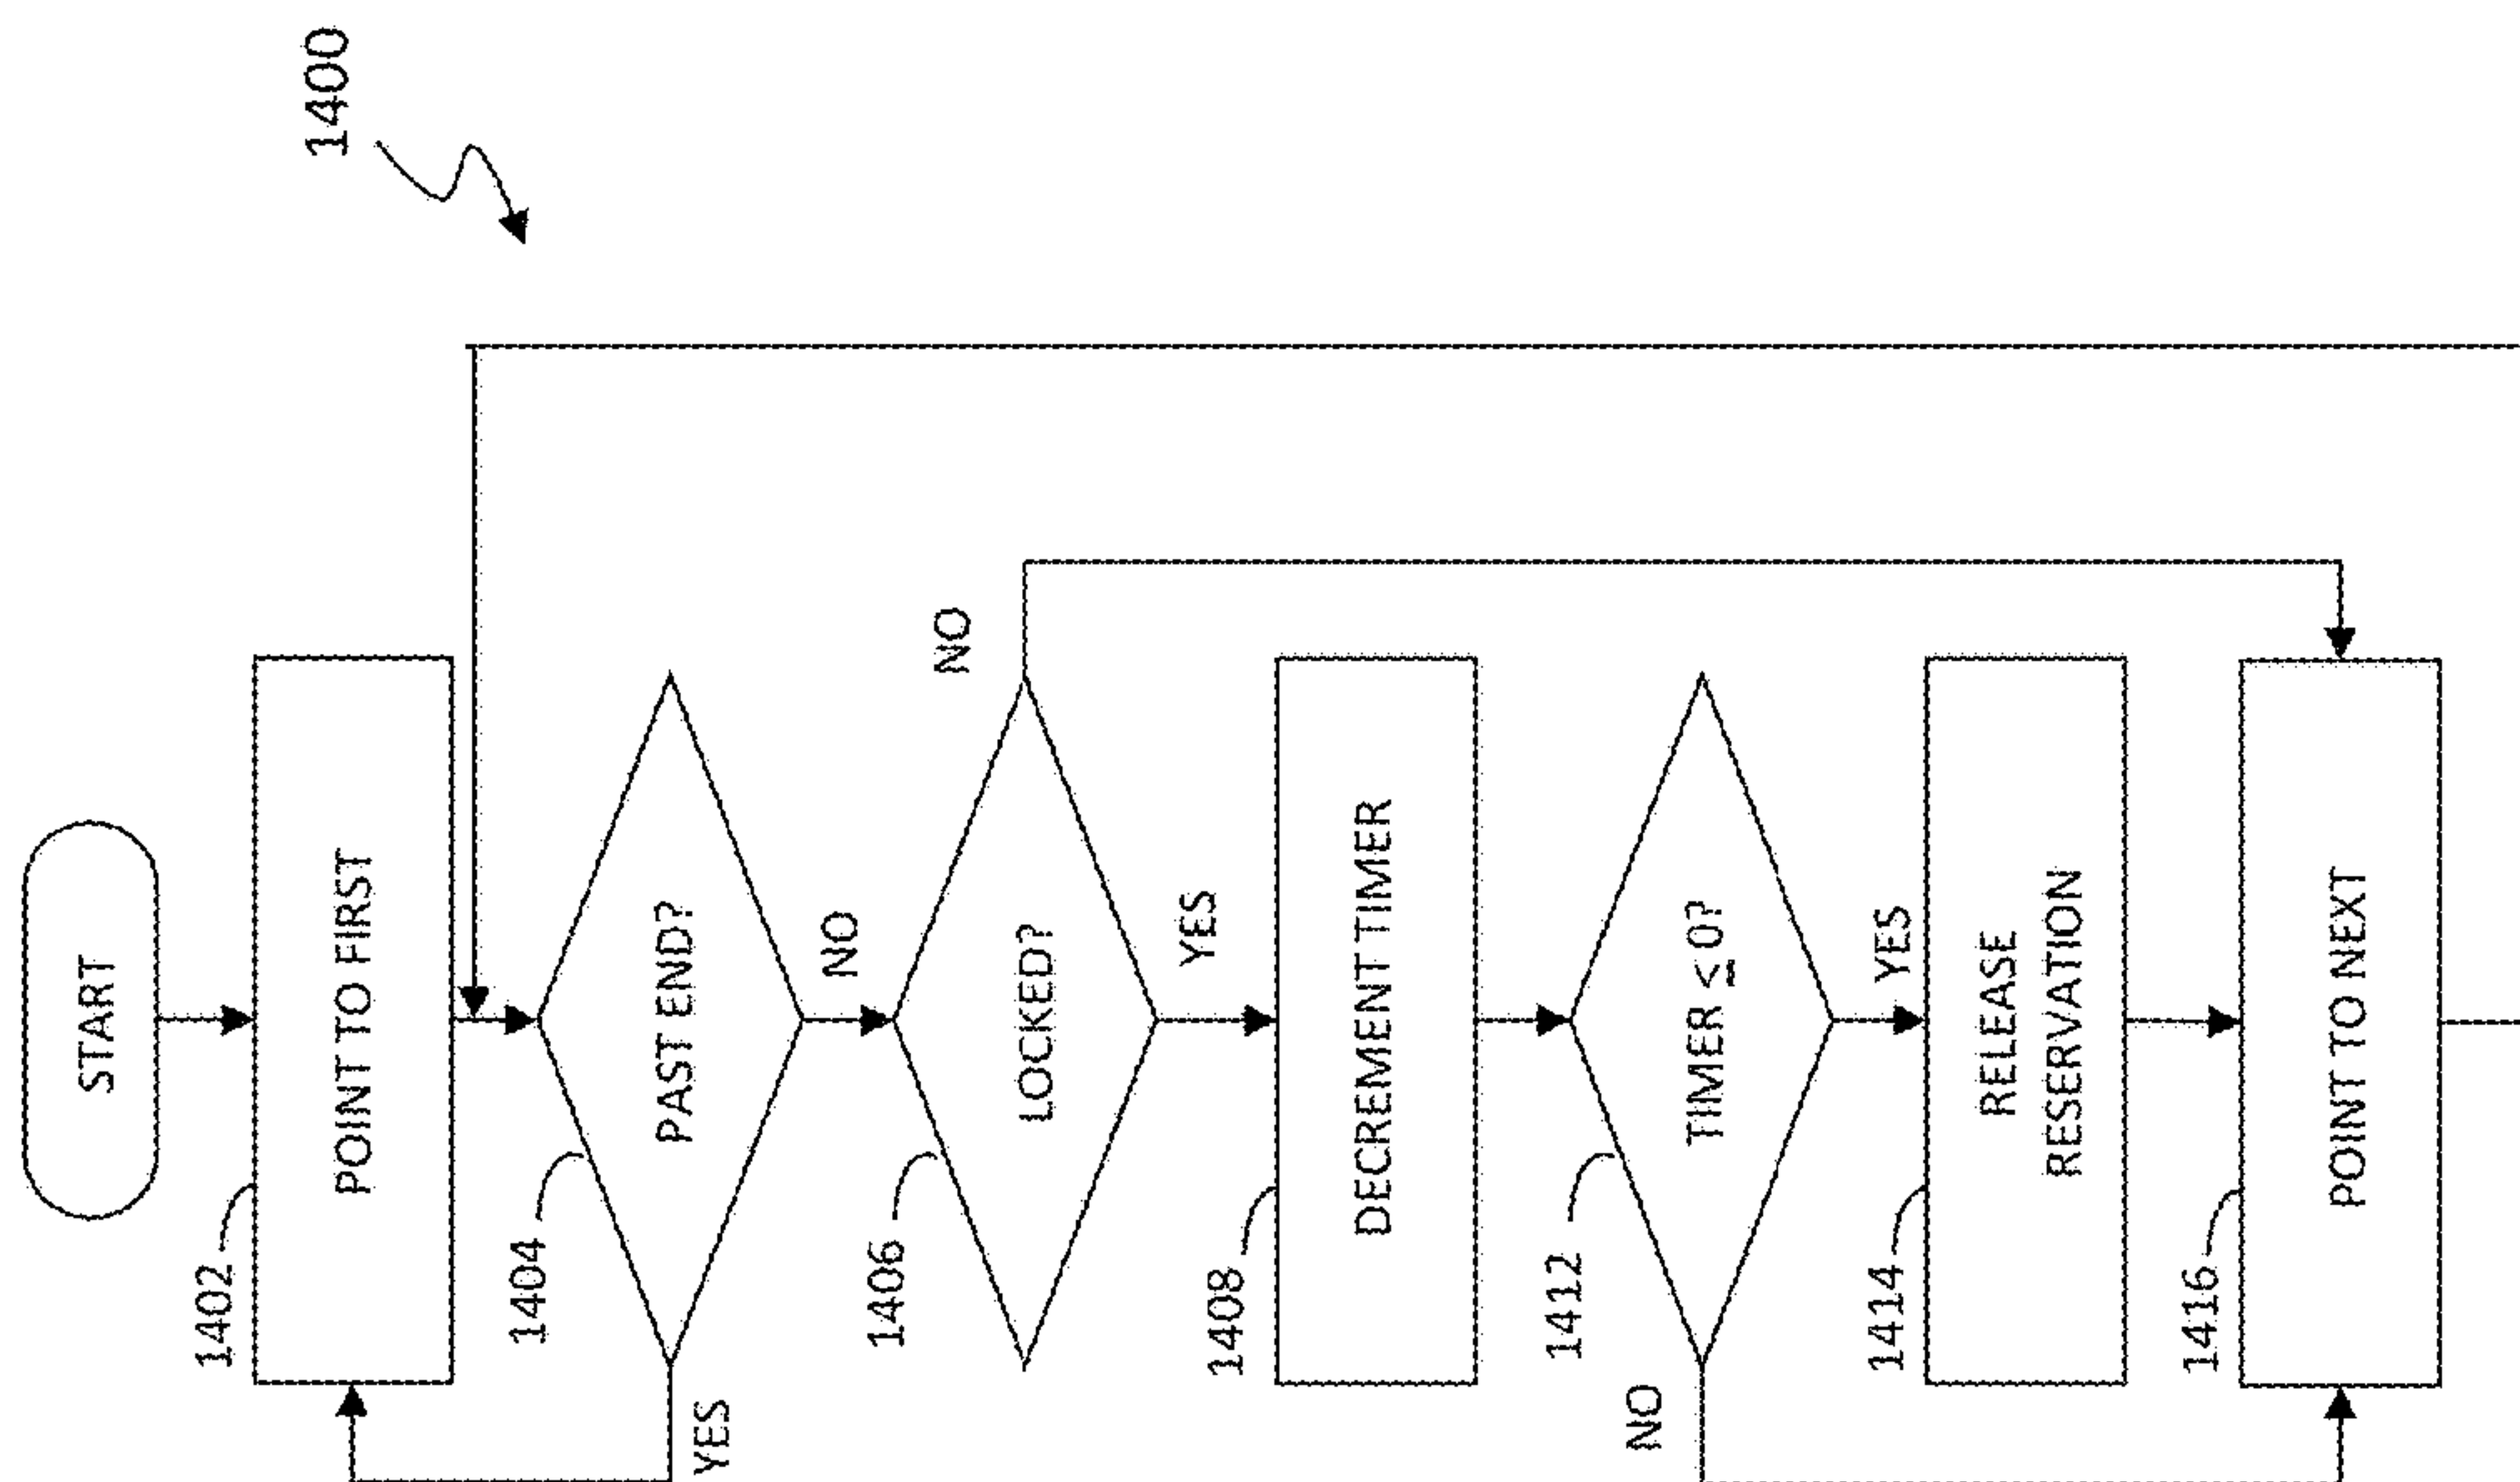 1400
START
1402
POINT TO FIRST
1404
PAST END?
YES
NO
1406
LOCKED?
NO
YES
1408
DECREMENT TIMER
1412
TIMER ≤ 0?
NO
YES
1414
RELEASE
RESERVATION
1416
POINT TO NEXT